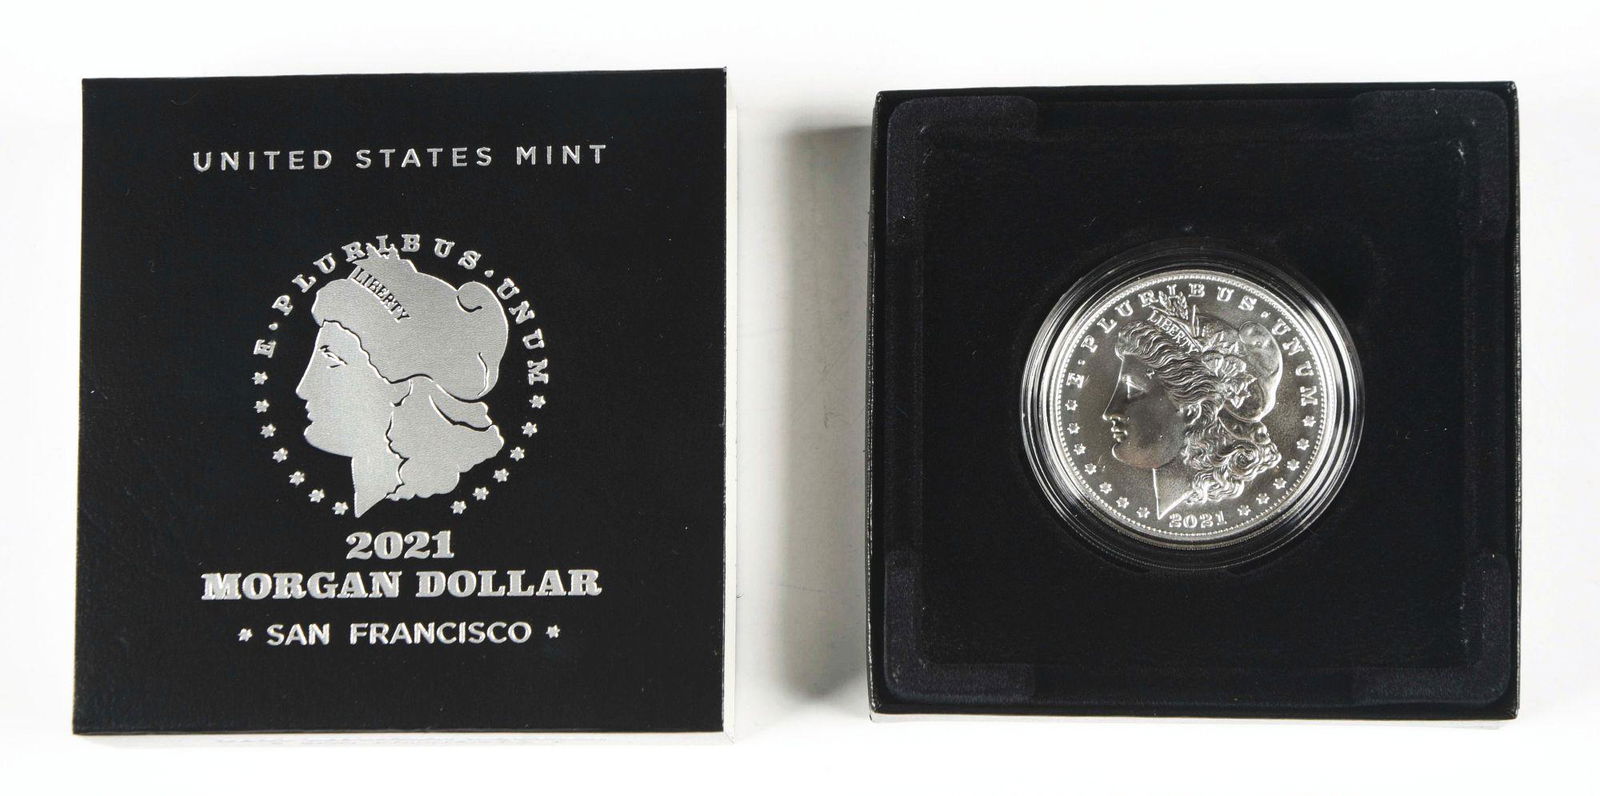 UNITED STATES MINT
E·PLURIBUS·UNUM
LIBERTY
2021
MORGAN DOLLAR
* SAN FRANCISCO *
E·PLURIBUS·UNUM
LIBERTY
2021